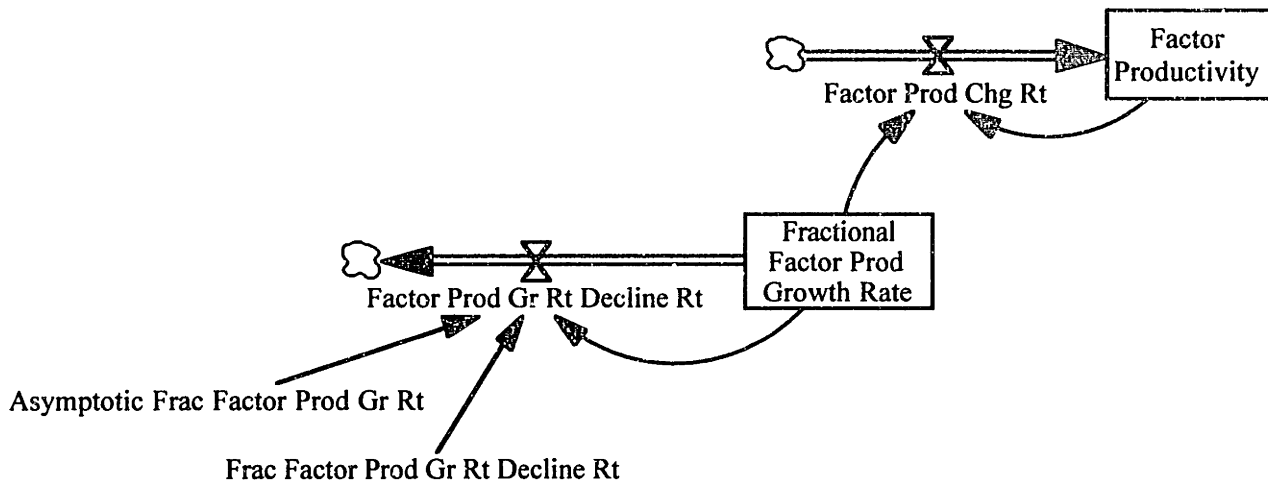 Factor
Productivity
Factor Prod Chg Rt
Fractional
Factor Prod
Growth Rate
Factor Prod Gr Rt Decline Rt
Asymptotic Frac Factor Prod Gr Rt
Frac Factor Prod Gr Rt Decline Rt